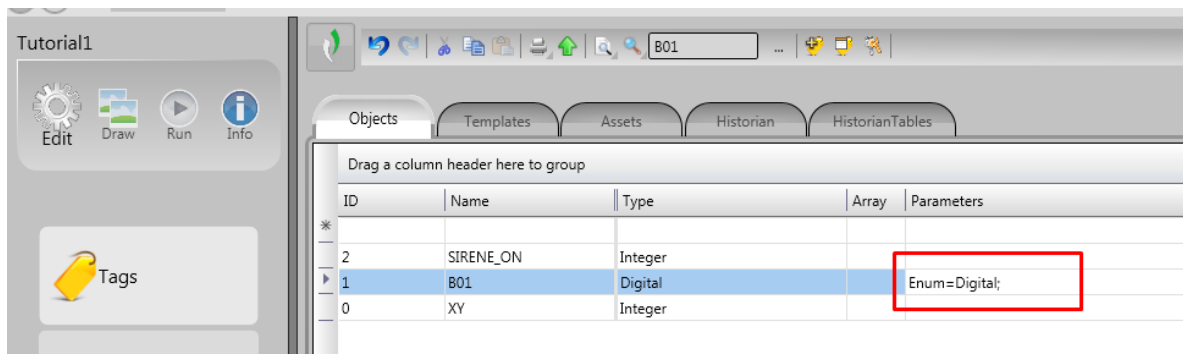 Tutorial1
Edit Draw Run Info
Tags
B01 ...
Objects Templates Assets Historian HistorianTables
Drag a column header here to group
ID Name Type Array Parameters
2 SIRENE_ON Integer
1 B01 Digital Enum=Digital;
0 XY Integer